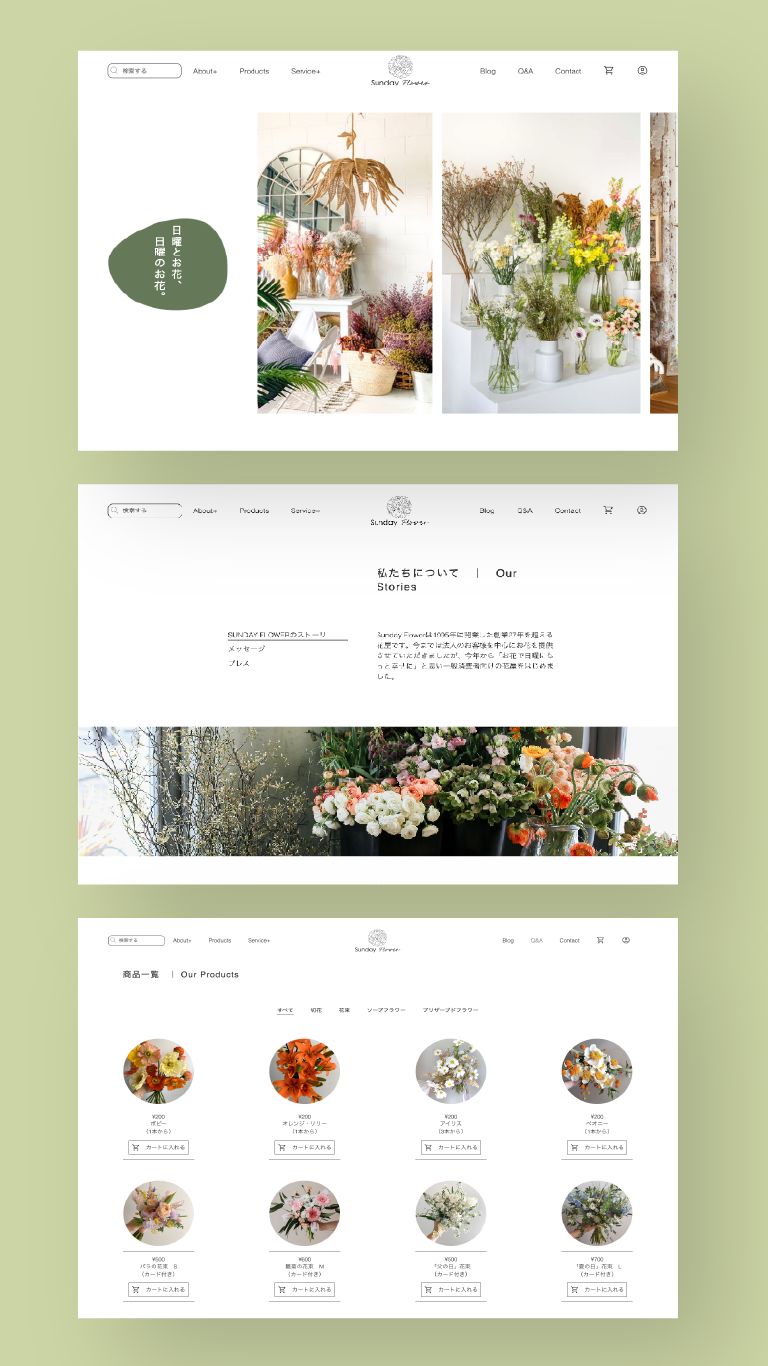 検索する About+ Products Service+ Sunday Flower Blog Q&A Contact
日曜とお花、
日曜のお花。
検索する About+ Products Service+ Sunday Flower Blog Q&A Contact
私たちについて | Our
Stories
SUNDAY FLOWERのストーリ
メッセージ
プレス
Sunday Flowerは1995年に開業した創業27年を超える
花屋です。今までは法人のお客様を中心にお花を提供
させていただきましたが、今年から「お花で日曜にも
っと幸せに」と言い一般消費者向けの花屋をはじめま
した。
検索する About+ Products Service+ Sunday Flower Blog Q&A Contact
商品一覧 | Our Products
すべて 切花 花束 ソープフラワー プリザーブドフラワー
¥200 ¥200 ¥200 ¥200
ポピー オレンジ・リリー アイリス ペオニー
(1本から) (1本から) (3本から) (1本から)
カートに入れる カートに入れる カートに入れる カートに入れる
¥500 ¥600 ¥500 ¥700
バラの花束 S の花束 M 「父の日」花束 の日」花束 L
(カード付き) (カード付き) (カード付き) (カード付き)
カートに入れる カートに入れる カートに入れる カートに入れる